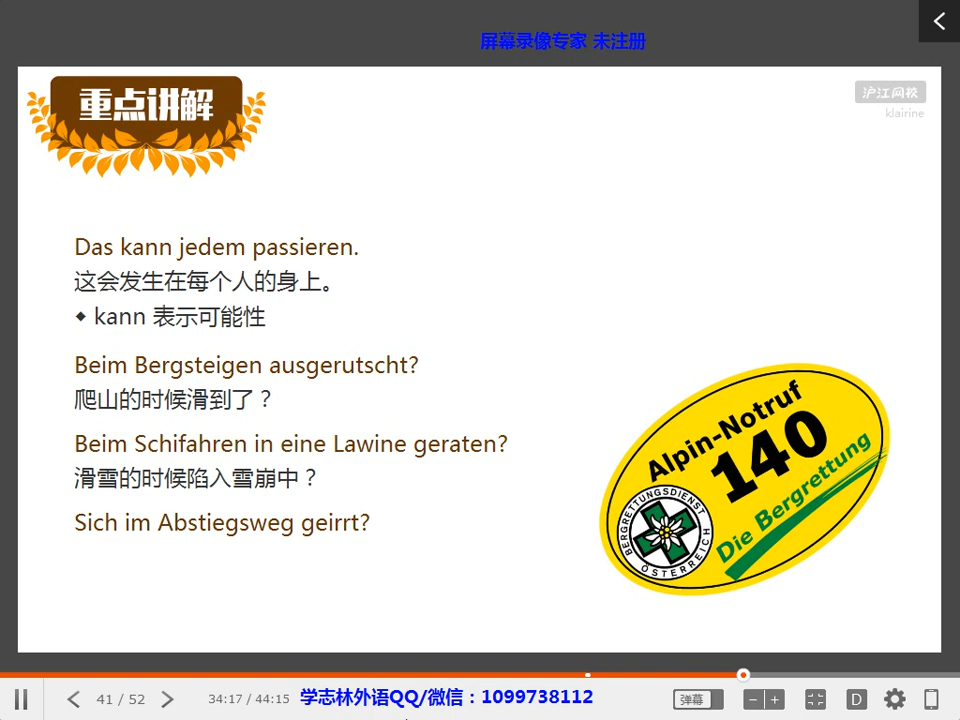 屏幕录像专家 未注册
重点讲解
沪江网校
klairine
Das kann jedem passieren.
这会发生在每个人的身上。
◆ kann 表示可能性
Beim Bergsteigen ausgerutscht?
爬山的时候滑到了？
Beim Schifahren in eine Lawine geraten?
滑雪的时候陷入雪崩中？
Sich im Abstiegsweg geirrt?
Alpin-Notruf
140
Die Bergrettung
BERGRETTUNGSDIENST
ÖSTERREICH
41 / 52
34:17 / 44:15
学志林外语QQ/微信：1099738112
弹幕
D